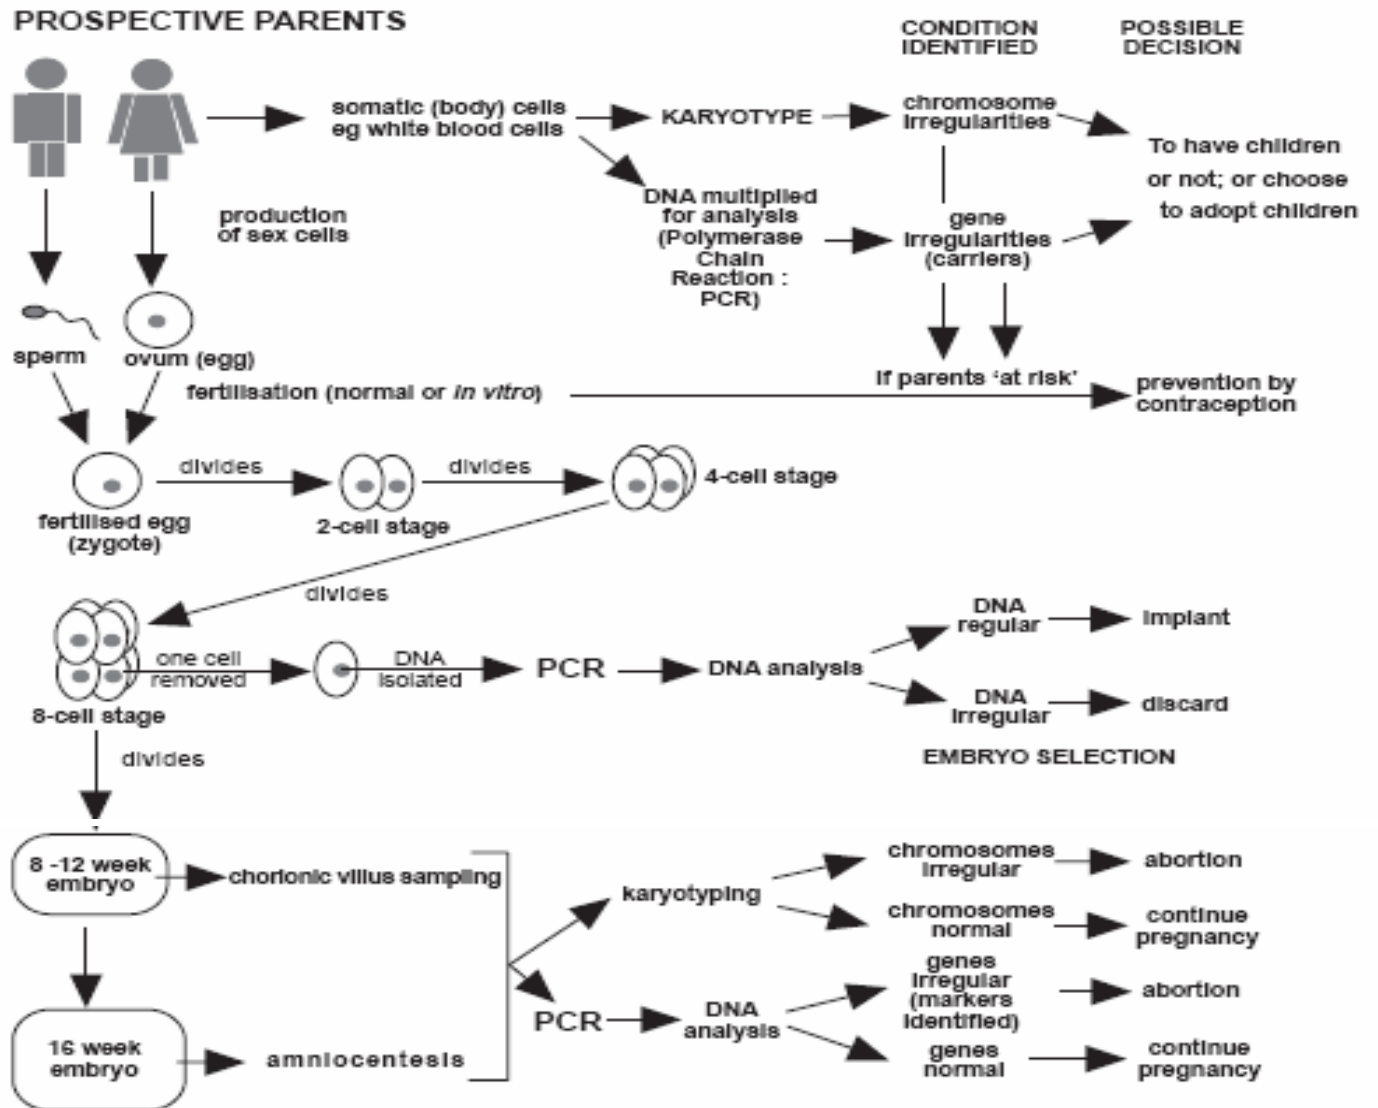 PROSPECTIVE PARENTS
CONDITION
IDENTIFIED
POSSIBLE
DECISION
somatic (body) cells
eg white blood cells
KARYOTYPE
chromosome
irregularities
To have children
or not; or choose
to adopt children
production
of sex cells
DNA multiplied
for analysis
(Polymerase
Chain
Reaction :
PCR)
gene
irregularities
(carriers)
sperm
ovum (egg)
fertilisation (normal or in vitro)
if parents ‘at risk’
prevention by
contraception
divides
divides
4-cell stage
fertilised egg
(zygote)
2-cell stage
divides
one cell
removed
DNA
isolated
PCR
DNA analysis
DNA
regular
implant
DNA
irregular
discard
8-cell stage
EMBRYO SELECTION
divides
8 -12 week
embryo
chorionic villus sampling
karyotyping
chromosomes
irregular
abortion
chromosomes
normal
continue
pregnancy
16 week
embryo
amniocentesis
PCR
DNA
analysis
genes
irregular
(markers
identified)
abortion
genes
normal
continue
pregnancy